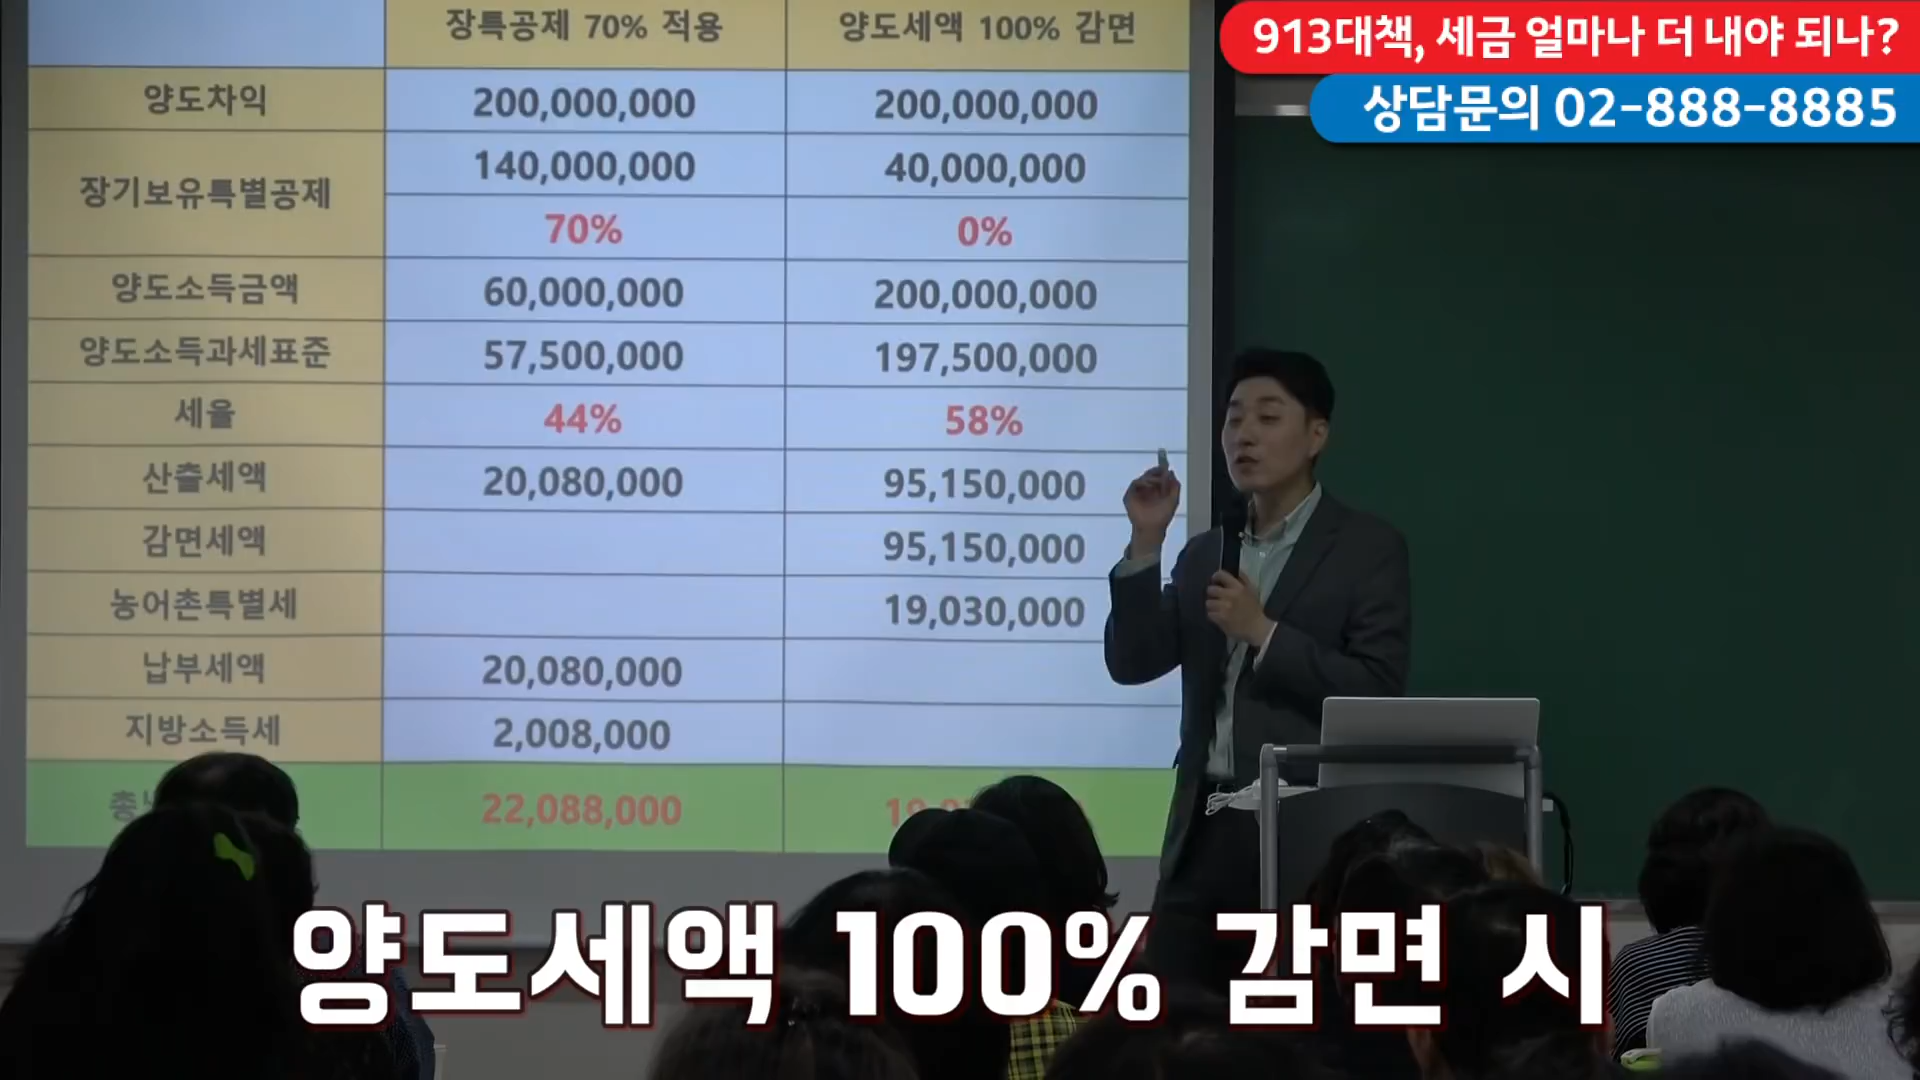 913대책, 세금 얼마나 더 내야 되나?
상담문의 02-888-8885
장특공제 70% 적용 양도세액 100% 감면
양도차익 200,000,000 200,000,000
장기보유특별공제 140,000,000 40,000,000
70% 0%
양도소득금액 60,000,000 200,000,000
양도소득과세표준 57,500,000 197,500,000
세율 44% 58%
산출세액 20,080,000 95,150,000
감면세액 95,150,000
농어촌특별세 19,030,000
납부세액 20,080,000
지방소득세 2,008,000
22,088,000
양도세액 100% 감면 시